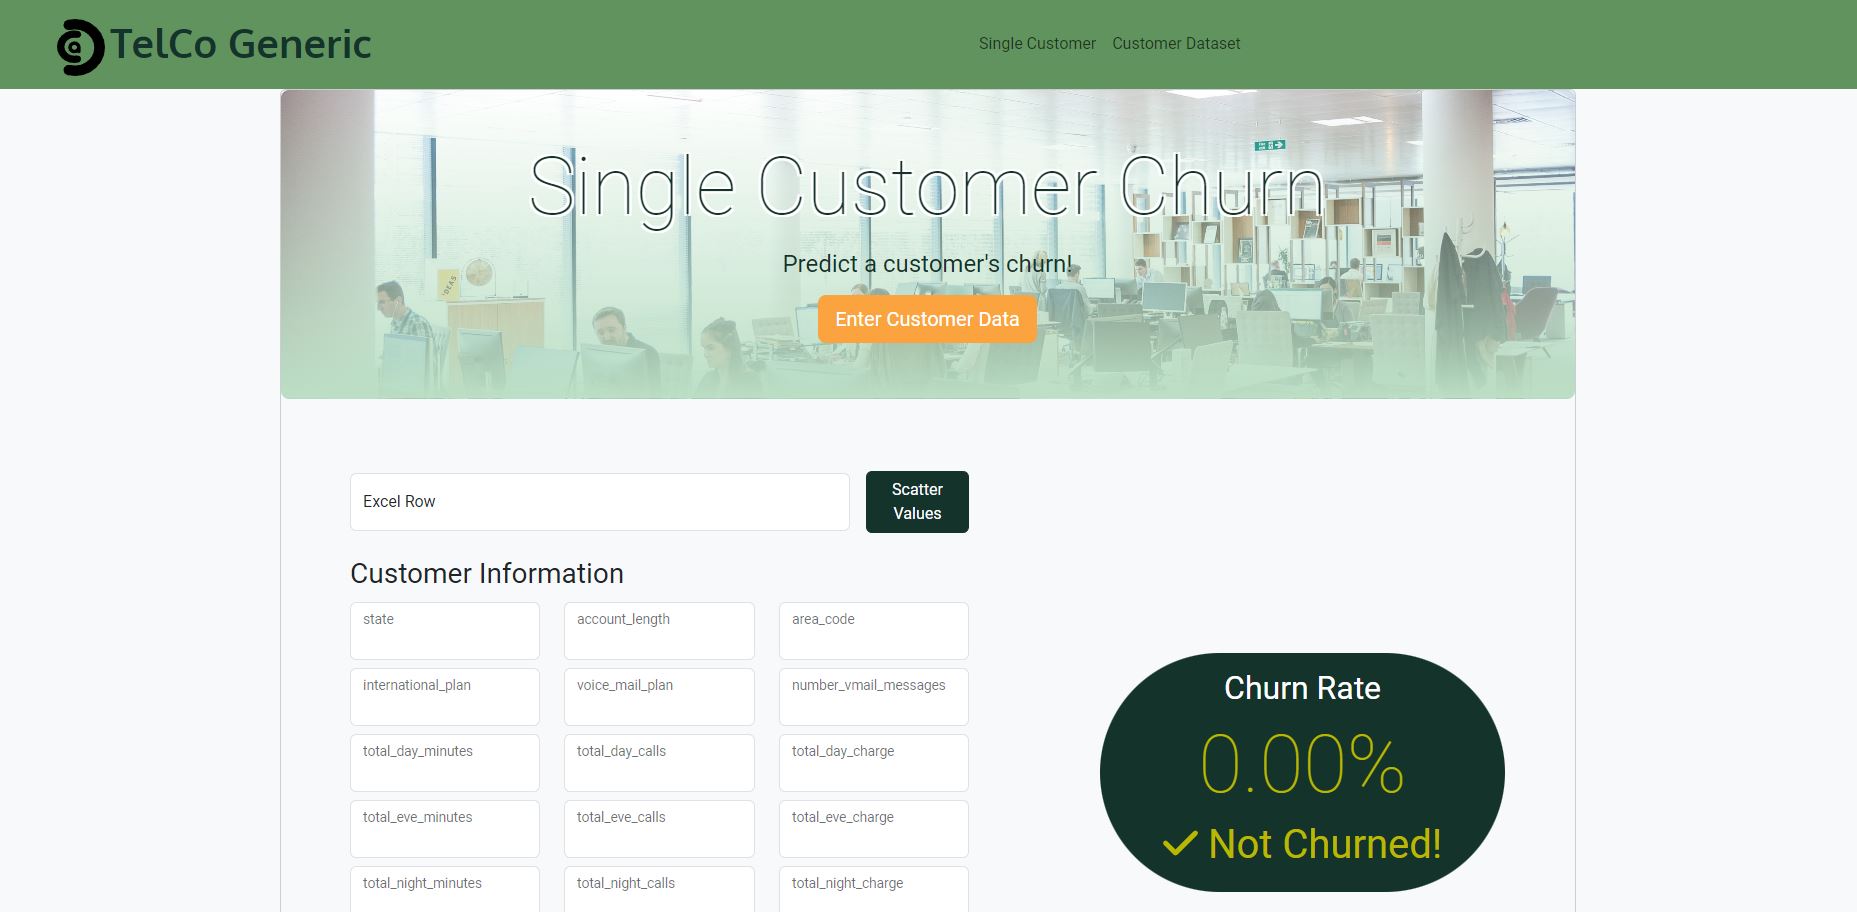 TelCo Generic
Single Customer
Customer Dataset
Single Customer Churn
Predict a customer's churn!
Enter Customer Data
IDEAS
Excel Row
Scatter
Values
Customer Information
state
account_length
area_code
international_plan
voice_mail_plan
number_vmail_messages
total_day_minutes
total_day_calls
total_day_charge
total_eve_minutes
total_eve_calls
total_eve_charge
total_night_minutes
total_night_calls
total_night_charge
Churn Rate
0.00%
Not Churned!